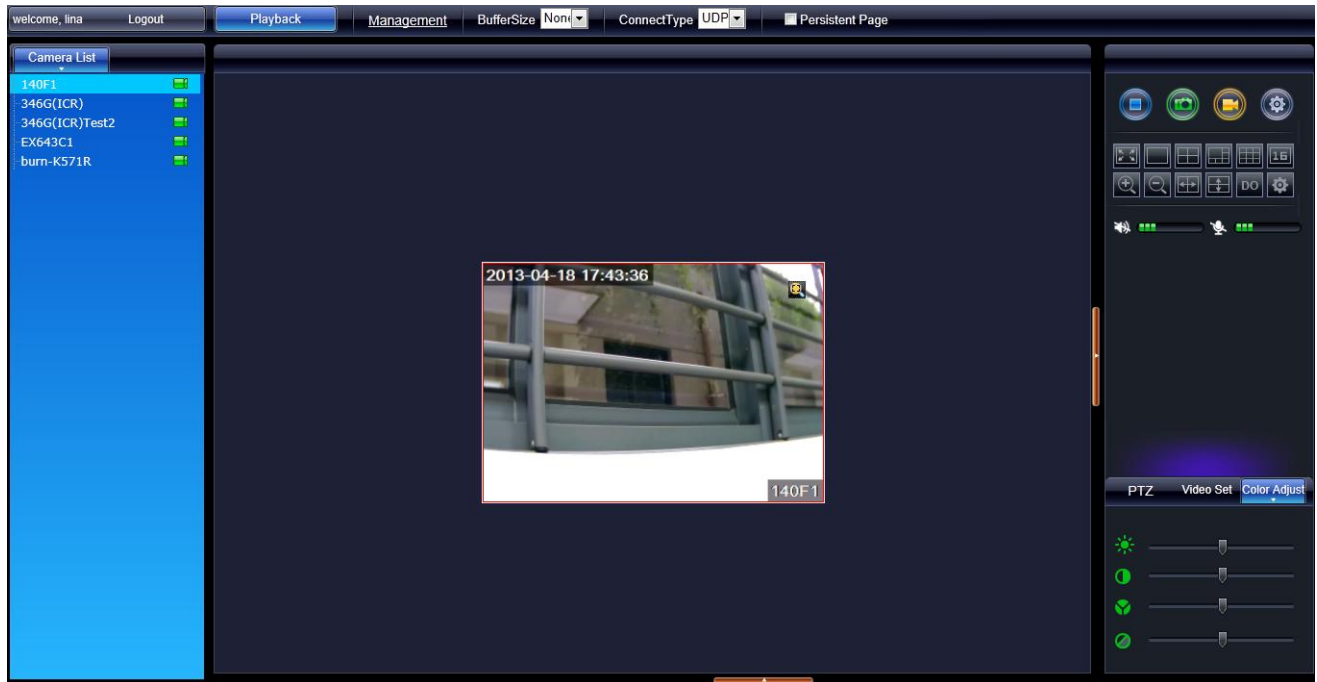 welcome, lina Logout Playback Management BufferSize None ConnectType UDP Persistent Page
Camera List
140F1
346G(ICR)
346G(ICR)Test2
EX643C1
burn-K571R
2013-04-18 17:43:36
140F1
16
DO
PTZ Video Set Color Adjust